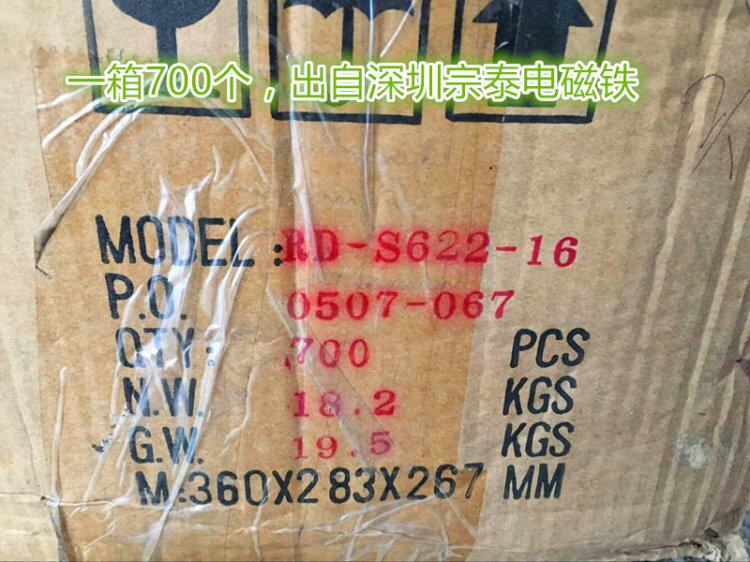 一箱700个，出自深圳宗泰电磁铁
MODEL:RD-S622-16
P.O. 0507-067
QTY: 700 PCS
N.W. 18.2 KGS
G.W. 19.5 KGS
M:360X283X267 MM